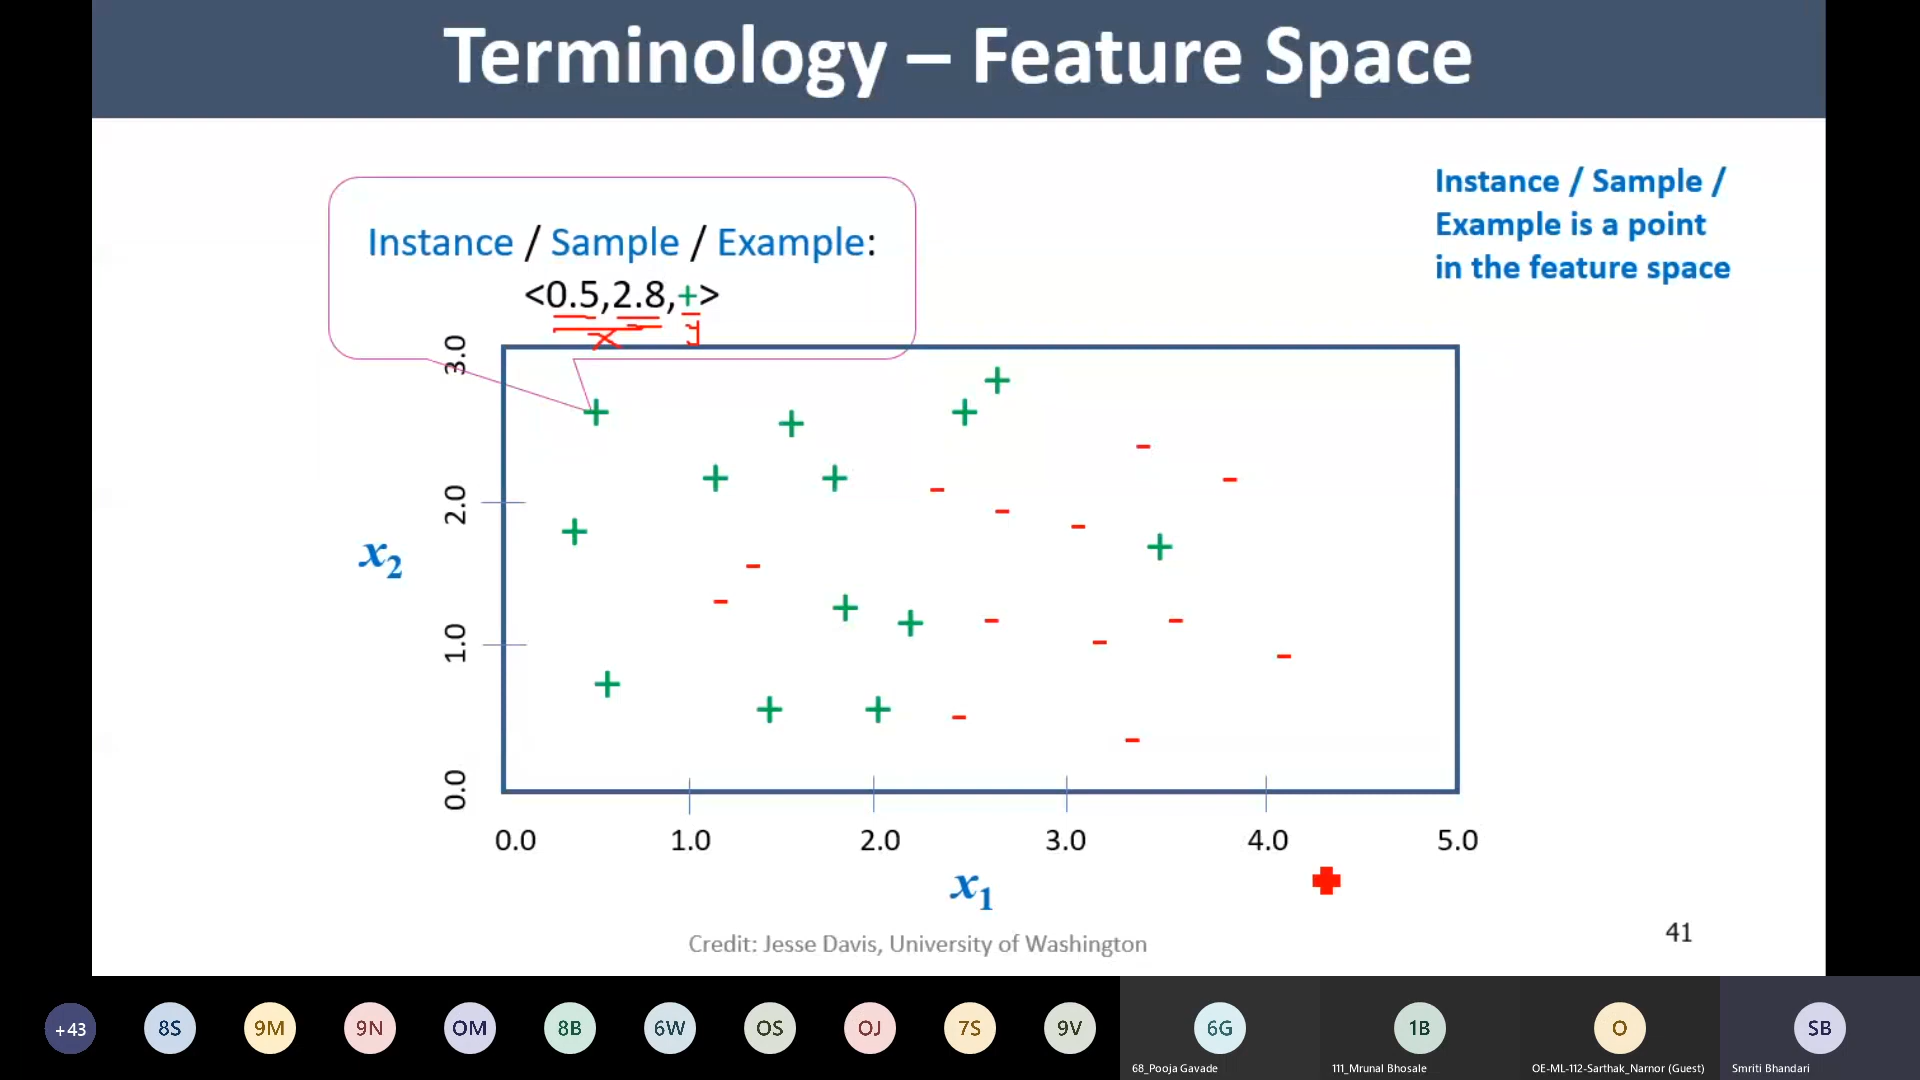 Terminology – Feature Space
Instance / Sample / Example:
<0.5,2.8,+>
x y
Instance / Sample /
Example is a point
in the feature space
3.0
2.0
1.0
0.0
x2
0.0 1.0 2.0 3.0 4.0 5.0
x1
Credit: Jesse Davis, University of Washington
41
+43 8S 9M 9N OM 8B 6W OS OJ 7S 9V 6G 1B O SB
68_Pooja Gavade 111_Mrunal Bhosale OE-ML-112-Sarthak_Narnor (Guest) Smriti Bhandari